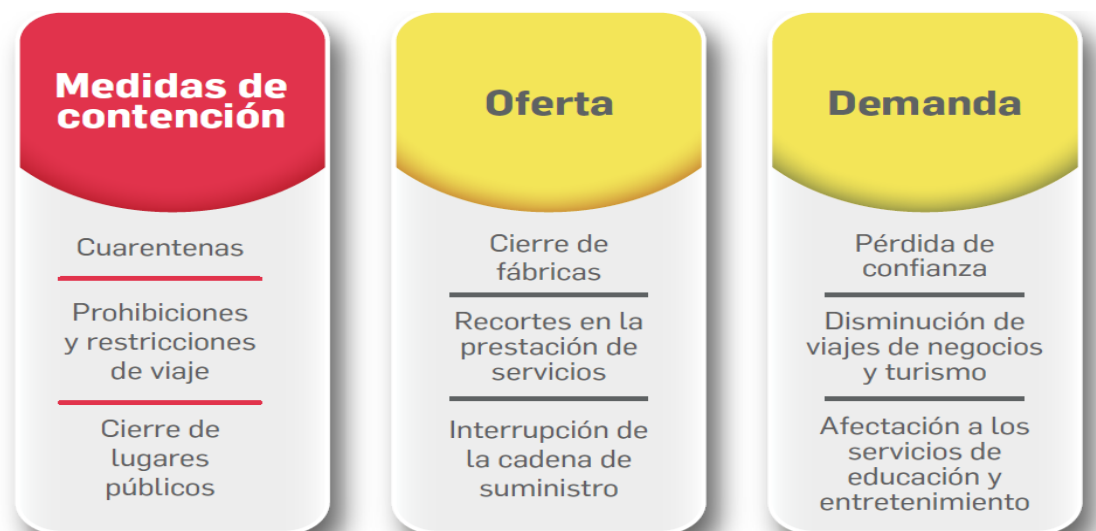 Medidas de
contención
Cuarentenas
Prohibiciones
y restricciones
de viaje
Cierre de
lugares
públicos
Oferta
Cierre de
fábricas
Recortes en la
prestación de
servicios
Interrupción de
la cadena de
suministro
Demanda
Pérdida de
confianza
Disminución de
viajes de negocios
y turismo
Afectación a los
servicios de
educación y
entretenimiento